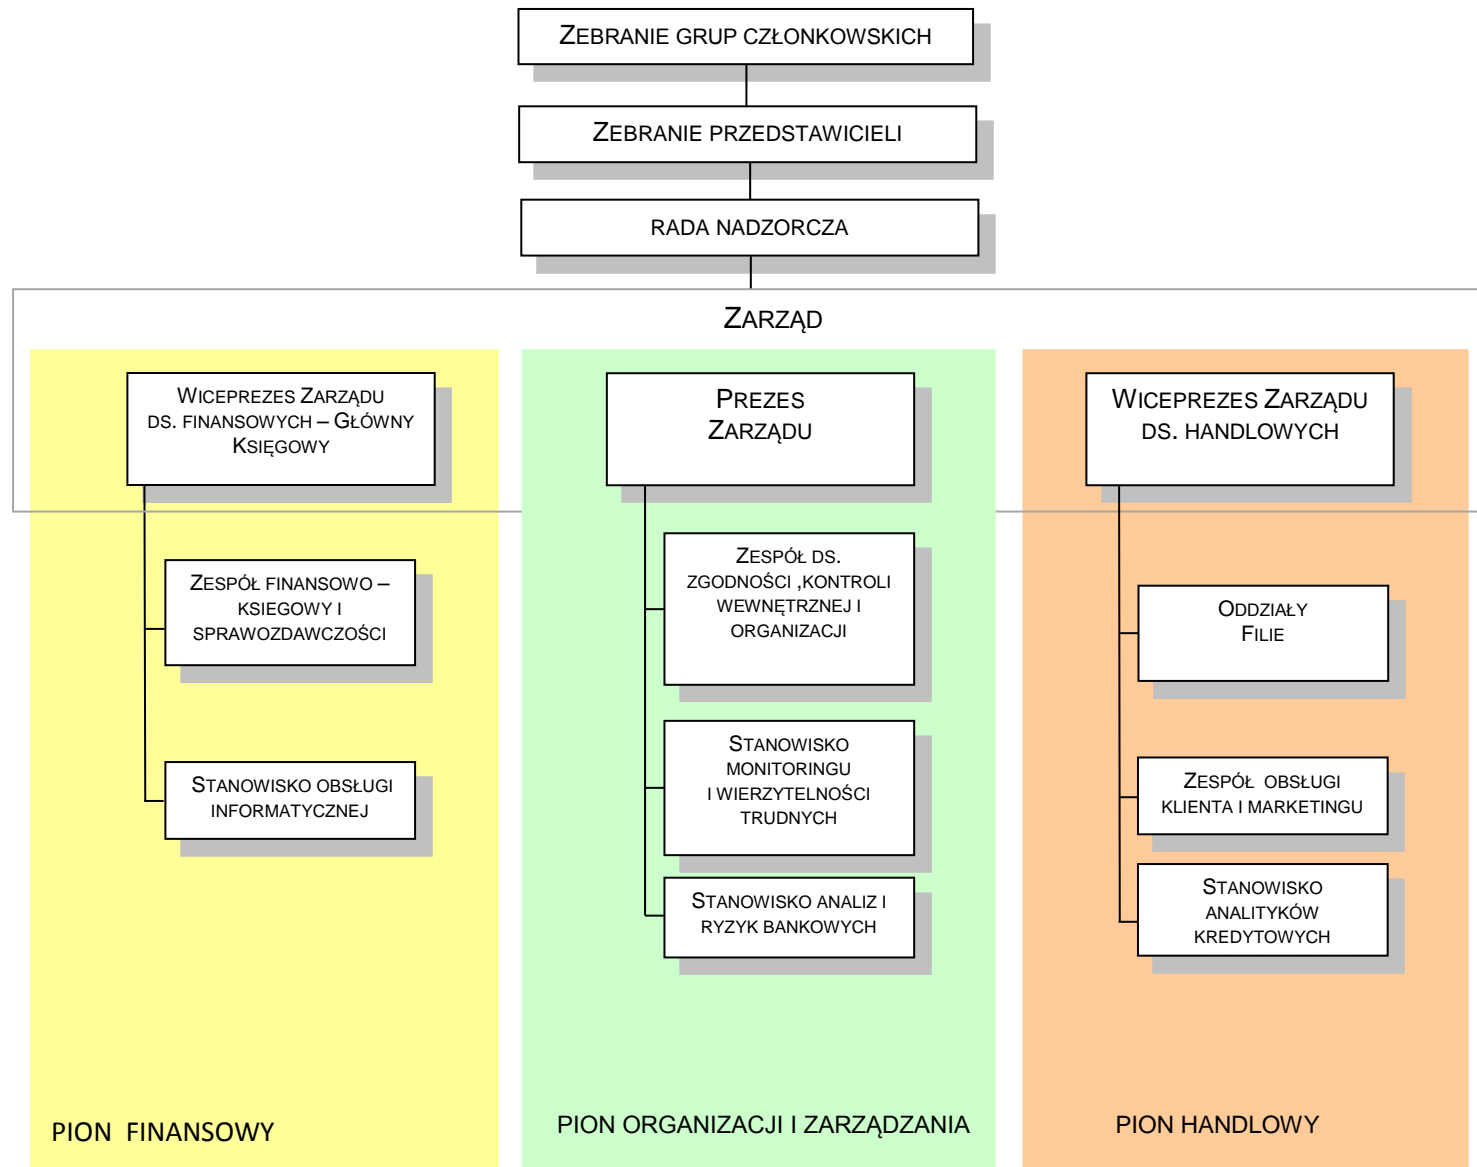 ZEBRANIE GRUP CZŁONKOWSKICH
ZEBRANIE PRZEDSTAWICIELI
RADA NADZORCZA
ZARZĄD
WICEPREZES ZARZĄDU
DS. FINANSOWYCH – GŁÓWNY
KSIĘGOWY
ZESPÓŁ FINANSOWO –
KSIEGOWY I
SPRAWOZDAWCZOŚCI
STANOWISKO OBSŁUGI
INFORMATYCZNEJ
PION FINANSOWY
PREZES
ZARZĄDU
ZESPÓŁ DS.
ZGODNOŚCI ,KONTROLI
WEWNĘTRZNEJ I
ORGANIZACJI
STANOWISKO
MONITORINGU
I WIERZYTELNOŚCI
TRUDNYCH
STANOWISKO ANALIZ I
RYZYK BANKOWYCH
PION ORGANIZACJI I ZARZĄDZANIA
WICEPREZES ZARZĄDU
DS. HANDLOWYCH
ODDZIAŁY
FILIE
ZESPÓŁ OBSŁUGI
KLIENTA I MARKETINGU
STANOWISKO
ANALITYKÓW
KREDYTOWYCH
PION HANDLOWY